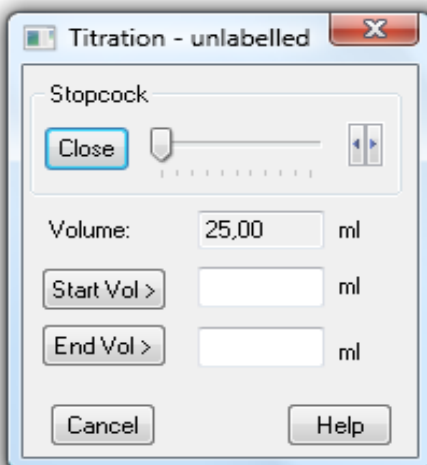 Titration - unlabelled
Stopcock
Close
Volume: 25,00 ml
Start Vol > ml
End Vol > ml
Cancel Help